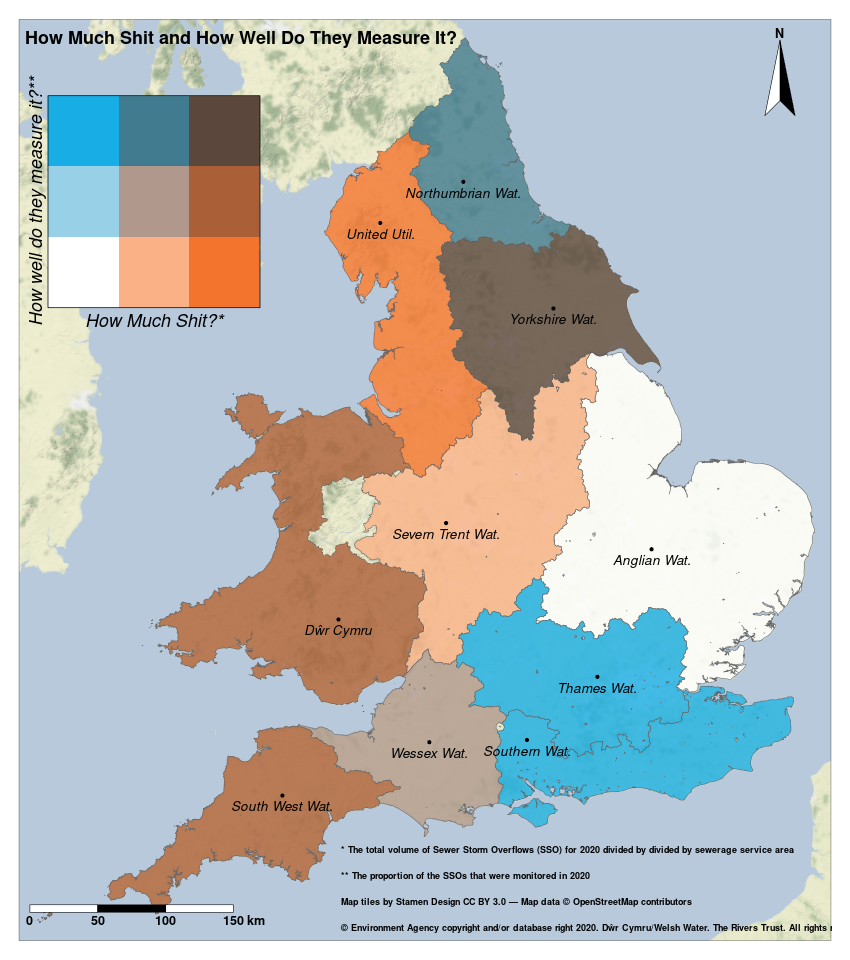 How Much Shit and How Well Do They Measure It?
N
How well do they measure it?**
How Much Shit?*
Northumbrian Wat.
United Util.
Yorkshire Wat.
Severn Trent Wat.
Anglian Wat.
Dŵr Cymru
Thames Wat.
Wessex Wat.
Southern Wat.
South West Wat.
* The total volume of Sewer Storm Overflows (SSO) for 2020 divided by divided by sewerage service area
** The proportion of the SSOs that were monitored in 2020
Map tiles by Stamen Design CC BY 3.0 — Map data © OpenStreetMap contributors
0 50 100 150 km
© Environment Agency copyright and/or database right 2020. Dŵr Cymru/Welsh Water. The Rivers Trust. All rights